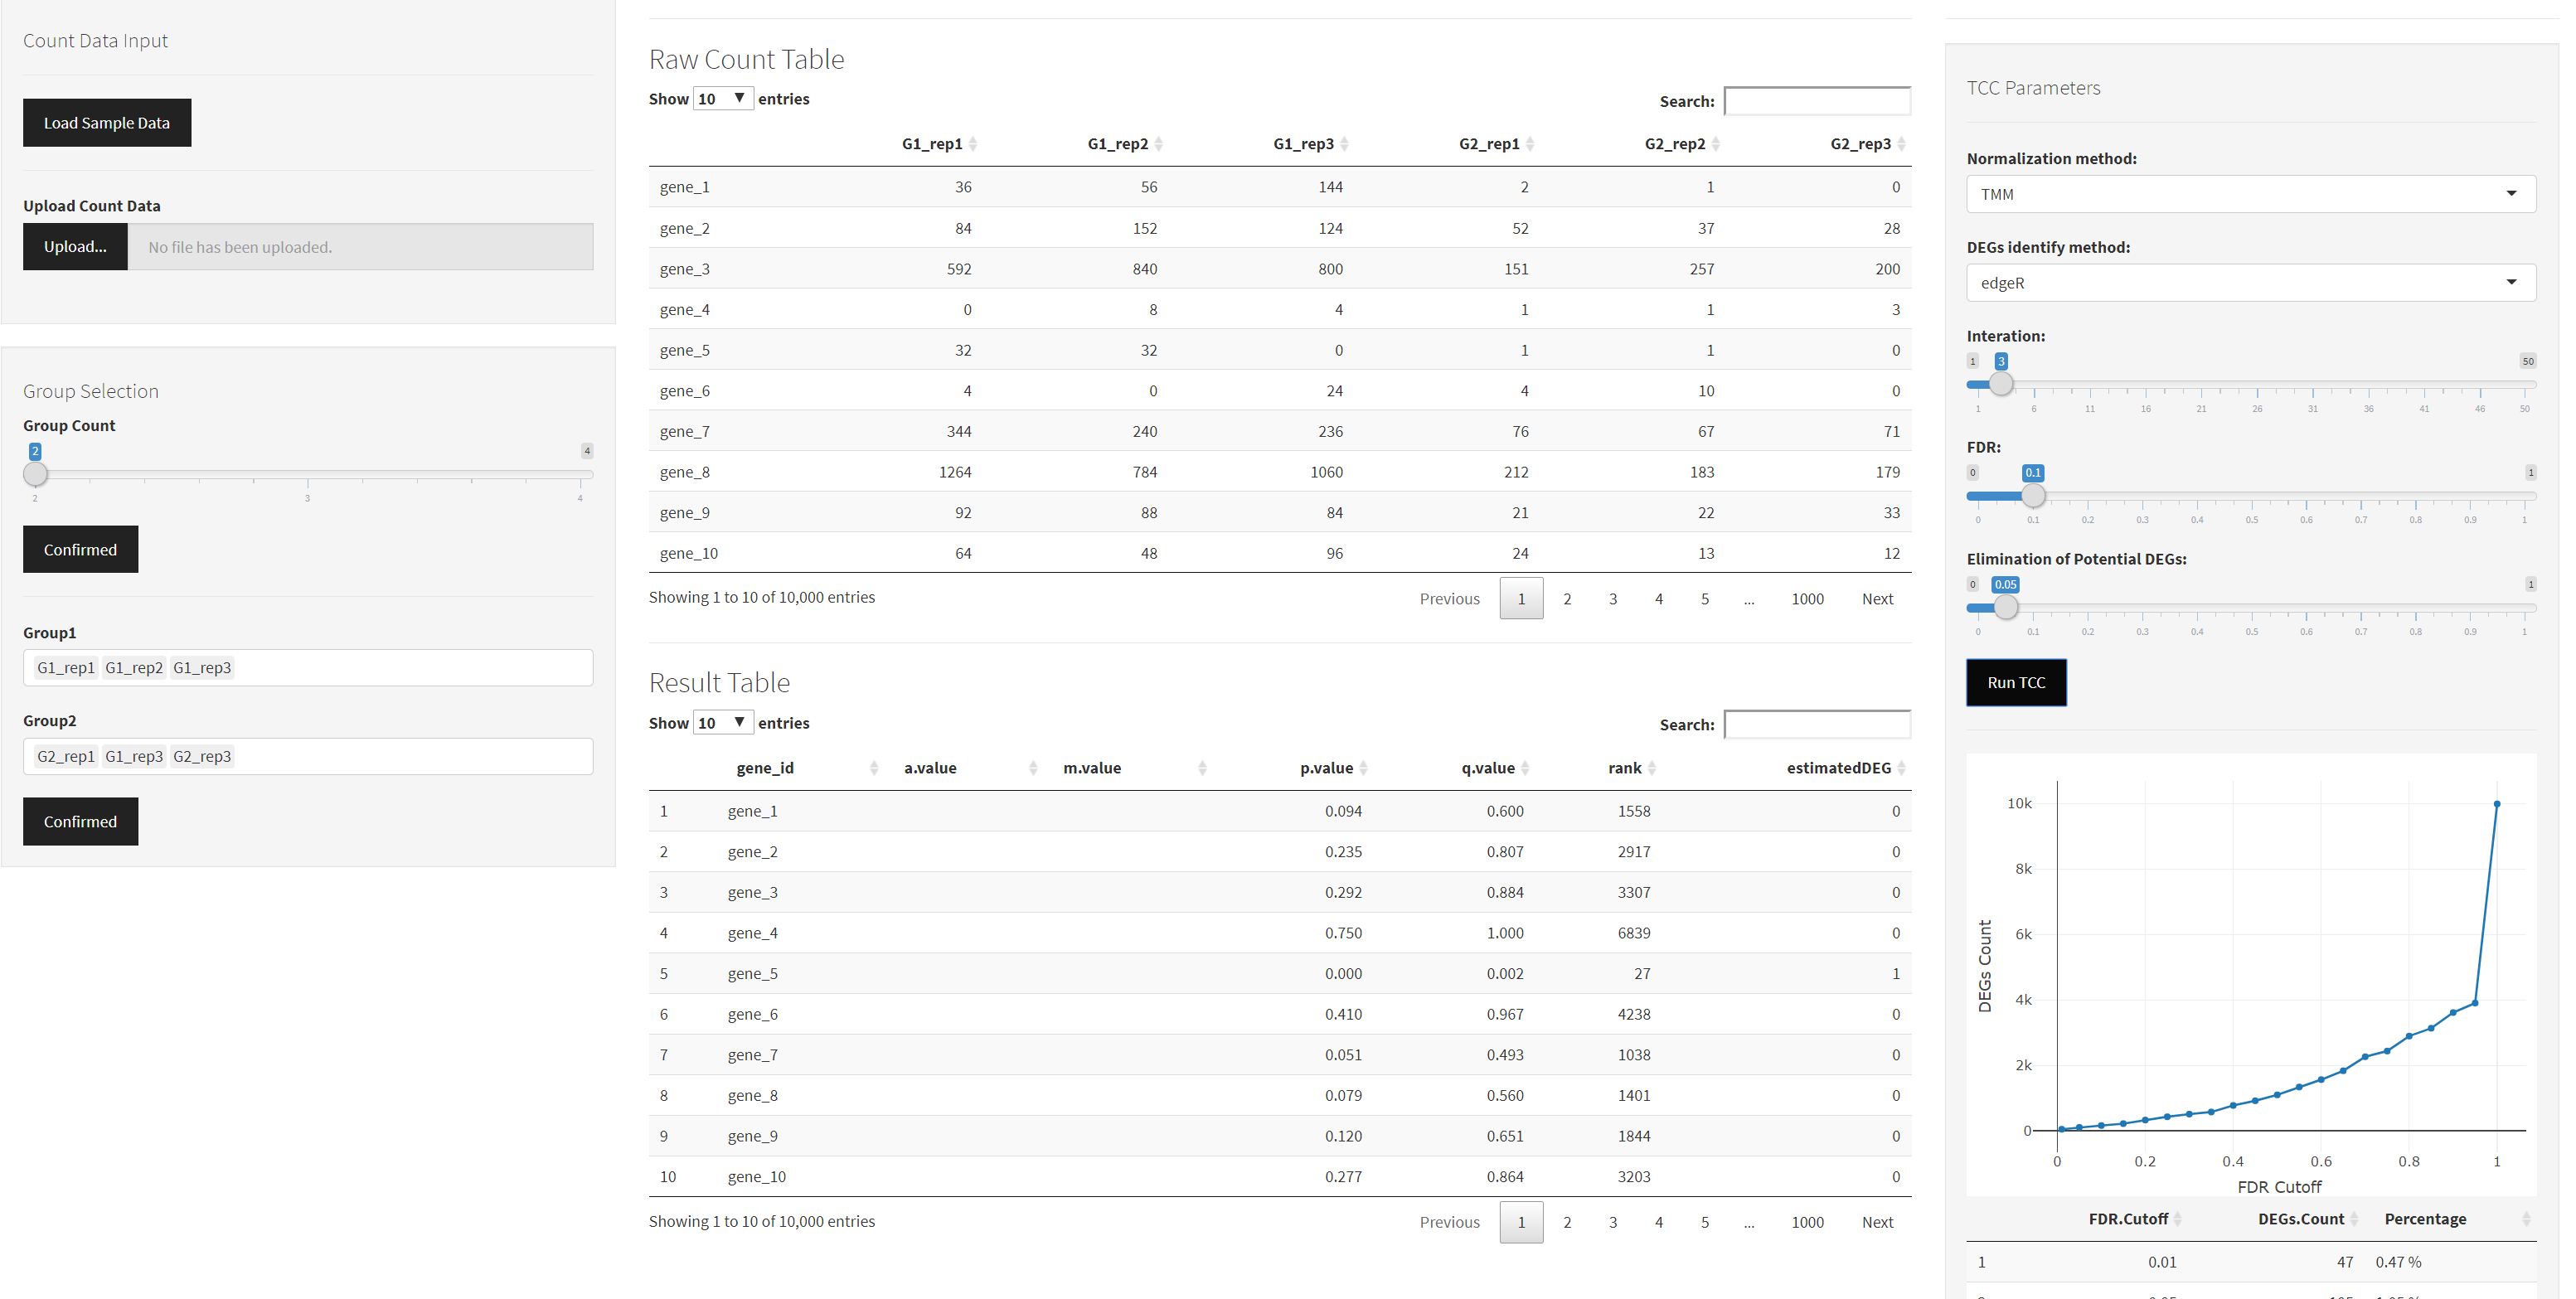 Count Data Input
Load Sample Data
Upload Count Data
Upload... No file has been uploaded.
Group Selection
Group Count
2 4
2 3 4
Confirmed
Group1
G1_rep1 G1_rep2 G1_rep3
Group2
G2_rep1 G1_rep3 G2_rep3
Confirmed
Raw Count Table
Show 10 entries Search:
G1_rep1 G1_rep2 G1_rep3 G2_rep1 G2_rep2 G2_rep3
gene_1 36 56 144 2 1 0
gene_2 84 152 124 52 37 28
gene_3 592 840 800 151 257 200
gene_4 0 8 4 1 1 3
gene_5 32 32 0 1 1 0
gene_6 4 0 24 4 10 0
gene_7 344 240 236 76 67 71
gene_8 1264 784 1060 212 183 179
gene_9 92 88 84 21 22 33
gene_10 64 48 96 24 13 12
Showing 1 to 10 of 10,000 entries Previous 1 2 3 4 5 ... 1000 Next
Result Table
Show 10 entries Search:
gene_id a.value m.value p.value q.value rank estimatedDEG
1 gene_1 0.094 0.600 1558 0
2 gene_2 0.235 0.807 2917 0
3 gene_3 0.292 0.884 3307 0
4 gene_4 0.750 1.000 6839 0
5 gene_5 0.000 0.002 27 1
6 gene_6 0.410 0.967 4238 0
7 gene_7 0.051 0.493 1038 0
8 gene_8 0.079 0.560 1401 0
9 gene_9 0.120 0.651 1844 0
10 gene_10 0.277 0.864 3203 0
Showing 1 to 10 of 10,000 entries Previous 1 2 3 4 5 ... 1000 Next
TCC Parameters
Normalization method:
TMM
DEGs identify method:
edgeR
Interation:
1 3 50
1 6 11 16 21 26 31 36 41 46 50
FDR:
0 0.1 1
0 0.1 0.2 0.3 0.4 0.5 0.6 0.7 0.8 0.9 1
Elimination of Potential DEGs:
0 0.05 1
0 0.1 0.2 0.3 0.4 0.5 0.6 0.7 0.8 0.9 1
Run TCC
10k
8k
6k
4k
2k
0
DEGs Count
0 0.2 0.4 0.6 0.8 1
FDR Cutoff
FDR.Cutoff DEGs.Count Percentage
1 0.01 47 0.47 %